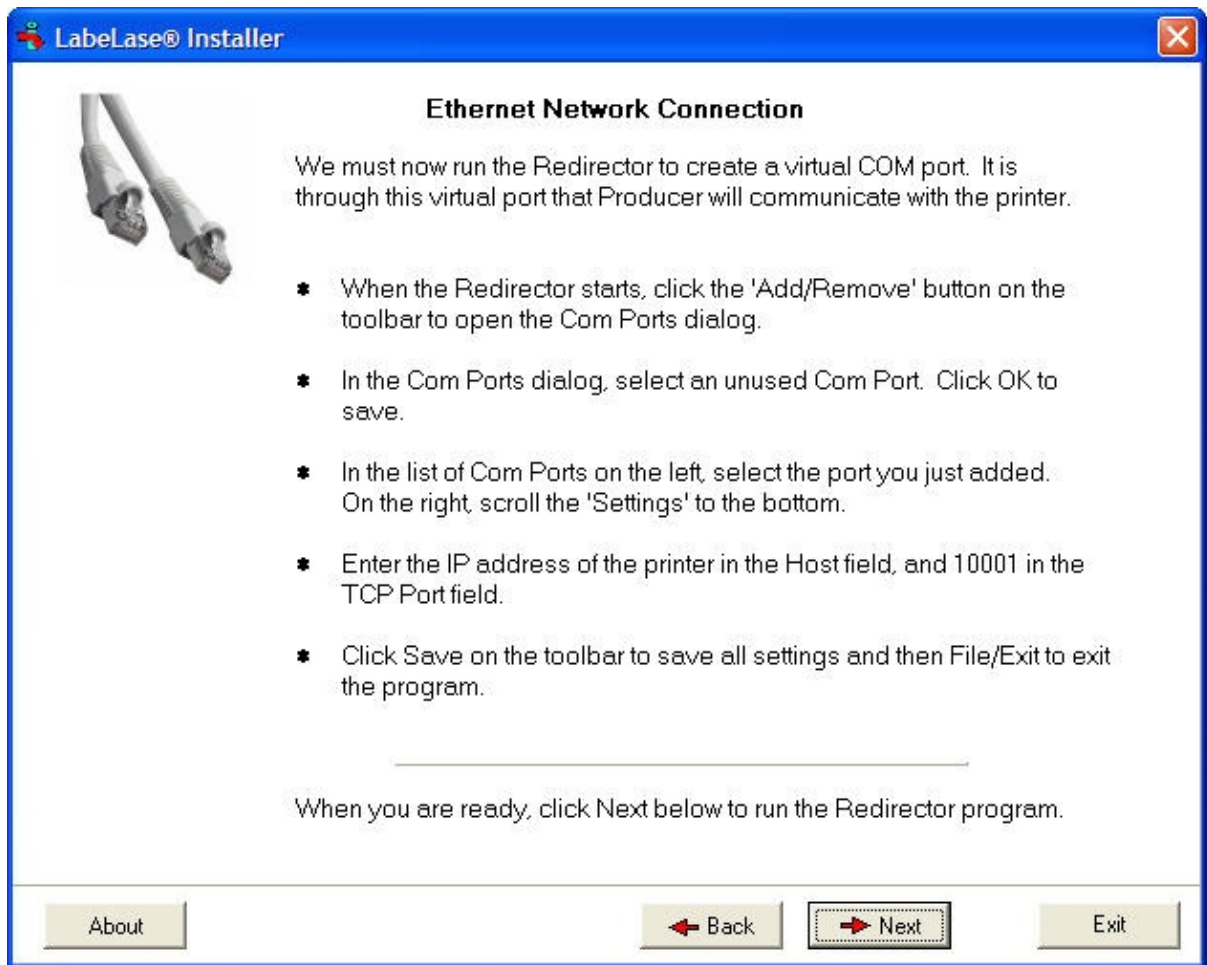 LabeLase® Installer
Ethernet Network Connection
We must now run the Redirector to create a virtual COM port. It is
through this virtual port that Producer will communicate with the printer.
* When the Redirector starts, click the 'Add/Remove' button on the
toolbar to open the Com Ports dialog.
* In the Com Ports dialog, select an unused Com Port. Click OK to
save.
* In the list of Com Ports on the left, select the port you just added.
On the right, scroll the 'Settings' to the bottom.
* Enter the IP address of the printer in the Host field, and 10001 in the
TCP Port field.
* Click Save on the toolbar to save all settings and then File/Exit to exit
the program.
When you are ready, click Next below to run the Redirector program.
About Back Next Exit